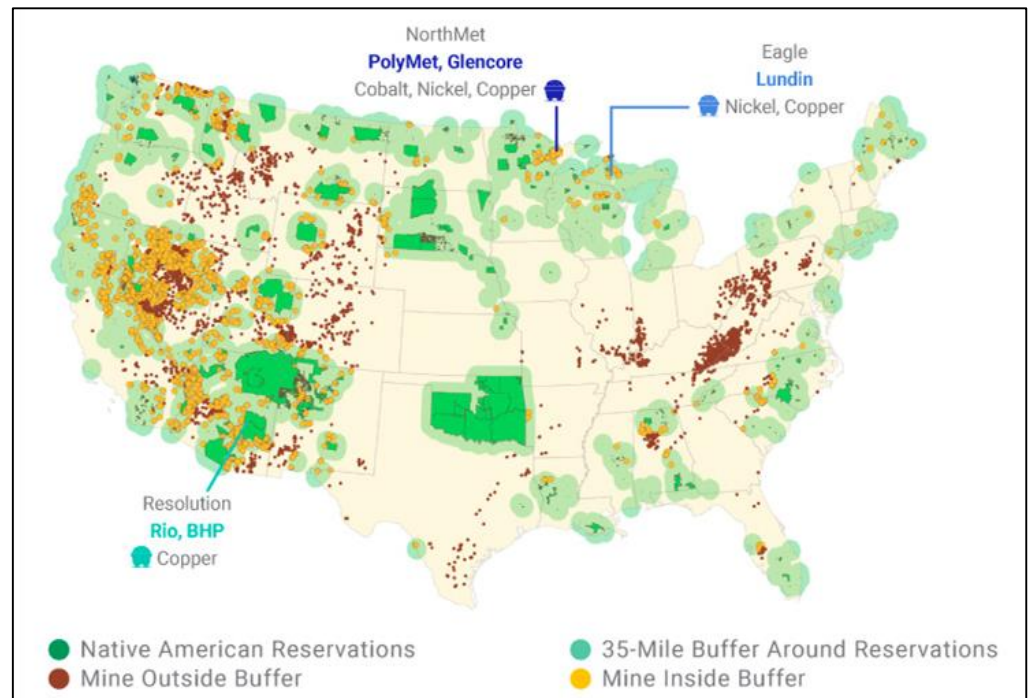 NorthMet
PolyMet, Glencore
Cobalt, Nickel, Copper
Eagle
Lundin
Nickel, Copper
Resolution
Rio, BHP
Copper
Native American Reservations
35-Mile Buffer Around Reservations
Mine Outside Buffer
Mine Inside Buffer